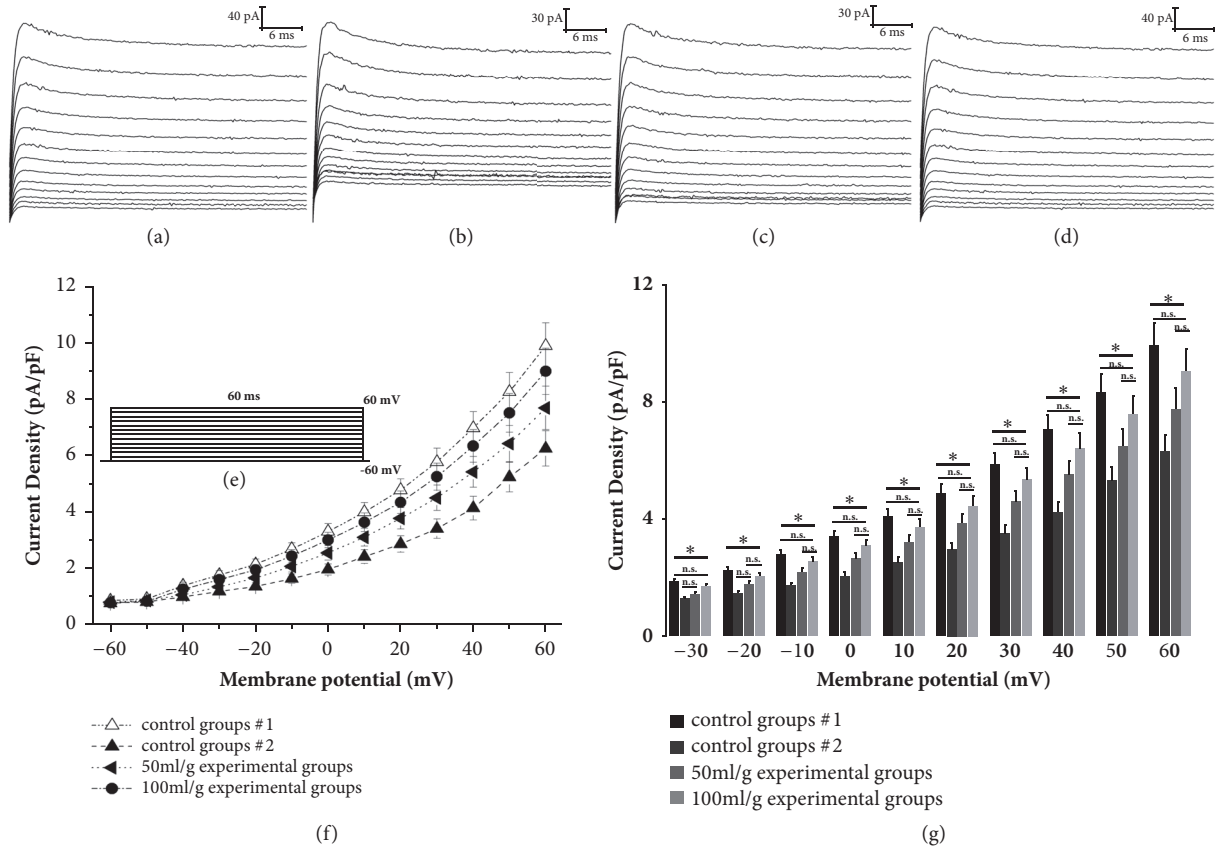 40 pA
6 ms
30 pA
6 ms
30 pA
6 ms
40 pA
6 ms
(a)
(b)
(c)
(d)
12
10
8
6
4
2
0
Current Density (pA/pF)
60 ms
60 mV
-60 mV
(e)
−60
−40
−20
0
20
40
60
Membrane potential (mV)
control groups #1
control groups #2
50ml/g experimental groups
100ml/g experimental groups
(f)
12
8
4
0
Current Density (pA/pF)
*
n.s.
n.s.
*
n.s.
n.s.
n.s.
*
n.s.
n.s.
*
n.s.
n.s.
*
n.s.
n.s.
*
n.s.
n.s.
*
n.s.
n.s.
*
n.s.
n.s.
*
n.s.
n.s.
*
n.s.
n.s.
−30
−20
−10
0
10
20
30
40
50
60
Membrane potential (mV)
control groups #1
control groups #2
50ml/g experimental groups
100ml/g experimental groups
(g)